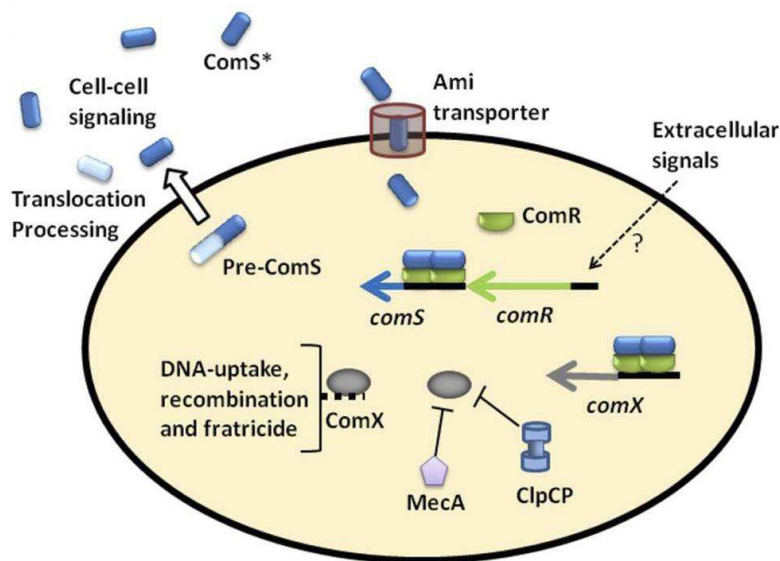 ComS*
Cell-cell
signaling
Ami
transporter
Extracellular
signals
Translocation
Processing
Pre-ComS
ComR
?
comS
comR
DNA-uptake,
recombination
and fratricide
ComX
comX
MecA
ClpCP